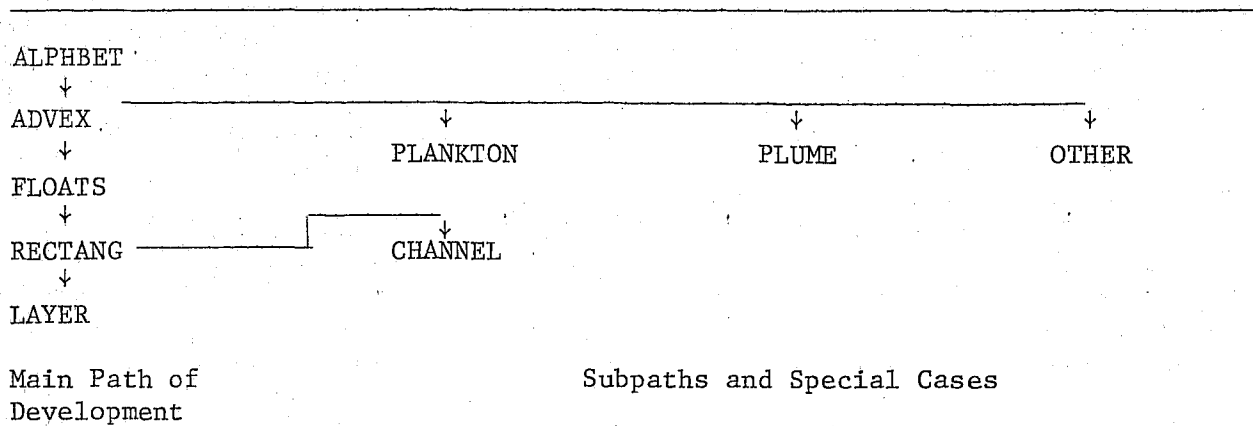 ALPHBET
↓
ADVEX
↓ ↓ ↓ ↓
PLANKTON PLUME OTHER
FLOATS
↓
RECTANG ↓ CHANNEL
↓
LAYER
Main Path of Subpaths and Special Cases
Development